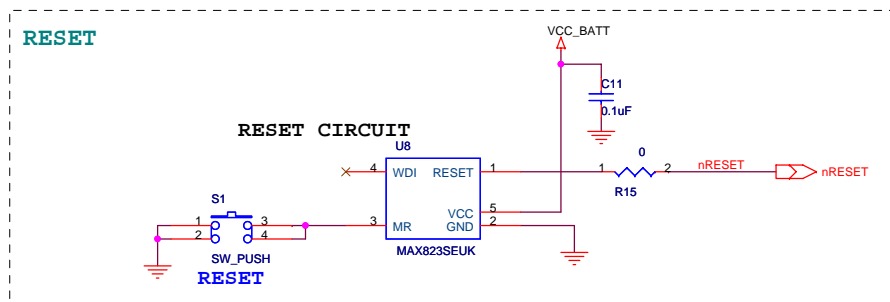 RESET
VCC_BATT
C11
0.1uF
RESET CIRCUIT
U8
0
4 WDI RESET 1
1 2 nRESET nRESET
R15
S1
VCC 5
1 3 3 MR GND 2
2 4
SW_PUSH
MAX823SEUK
RESET